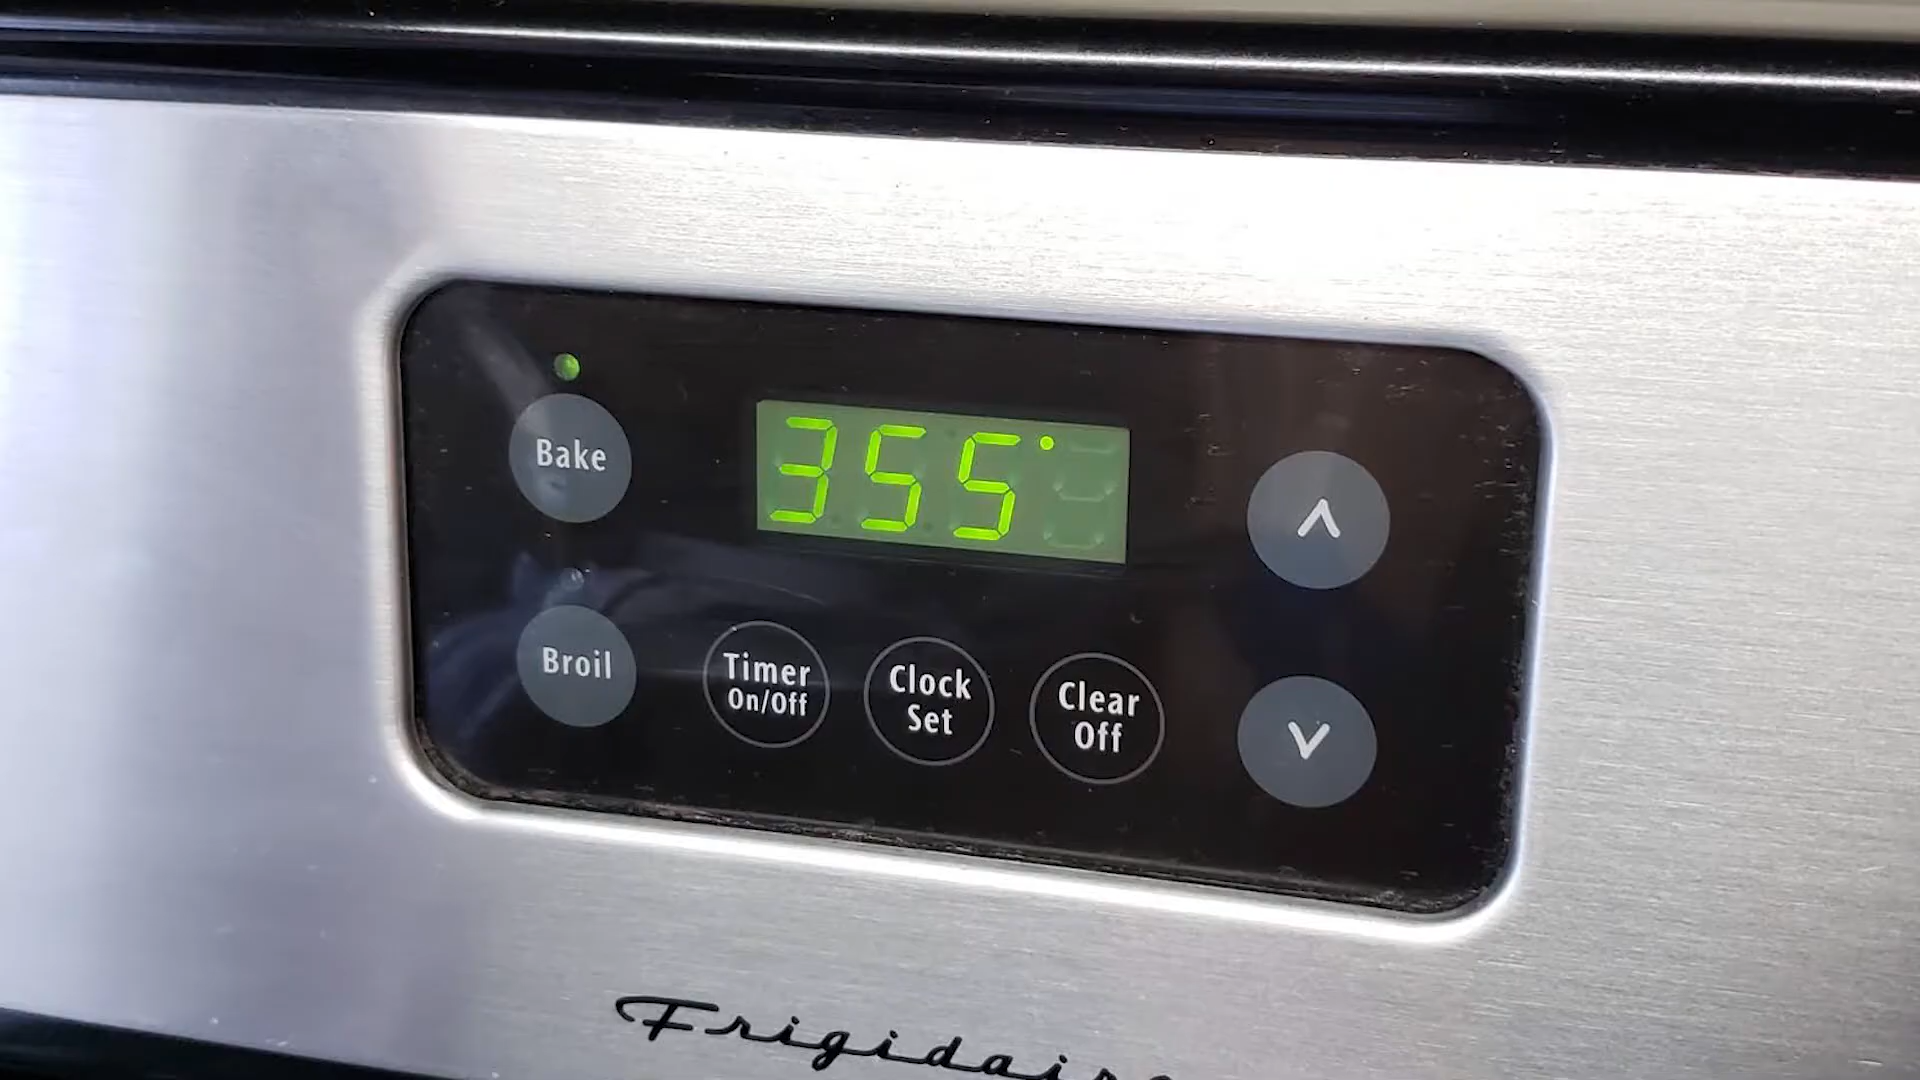 Bake
355°
^
Broil
Timer
On/Off
Clock
Set
Clear
Off
Frigidaire